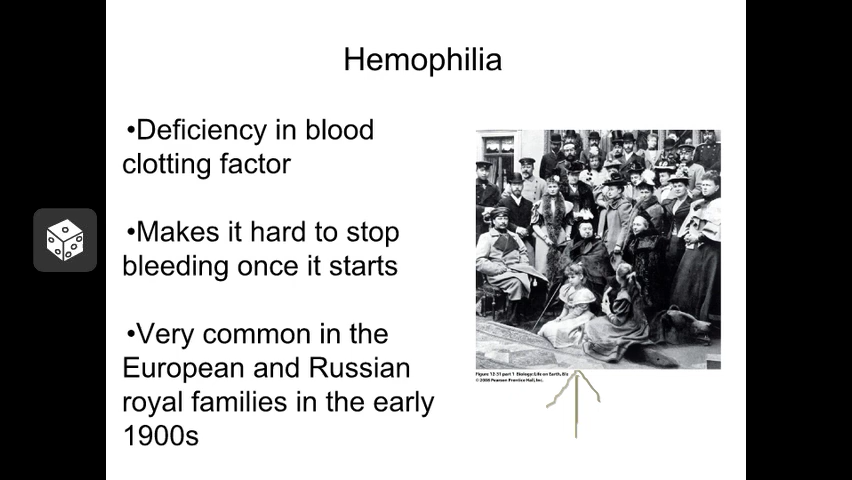 Hemophilia
•Deficiency in blood
clotting factor
•Makes it hard to stop
bleeding once it starts
•Very common in the
European and Russian
royal families in the early
1900s
Figure 12-31 part 1 Biology: Life on Earth, 8/e
© 2008 Pearson Prentice Hall, Inc.